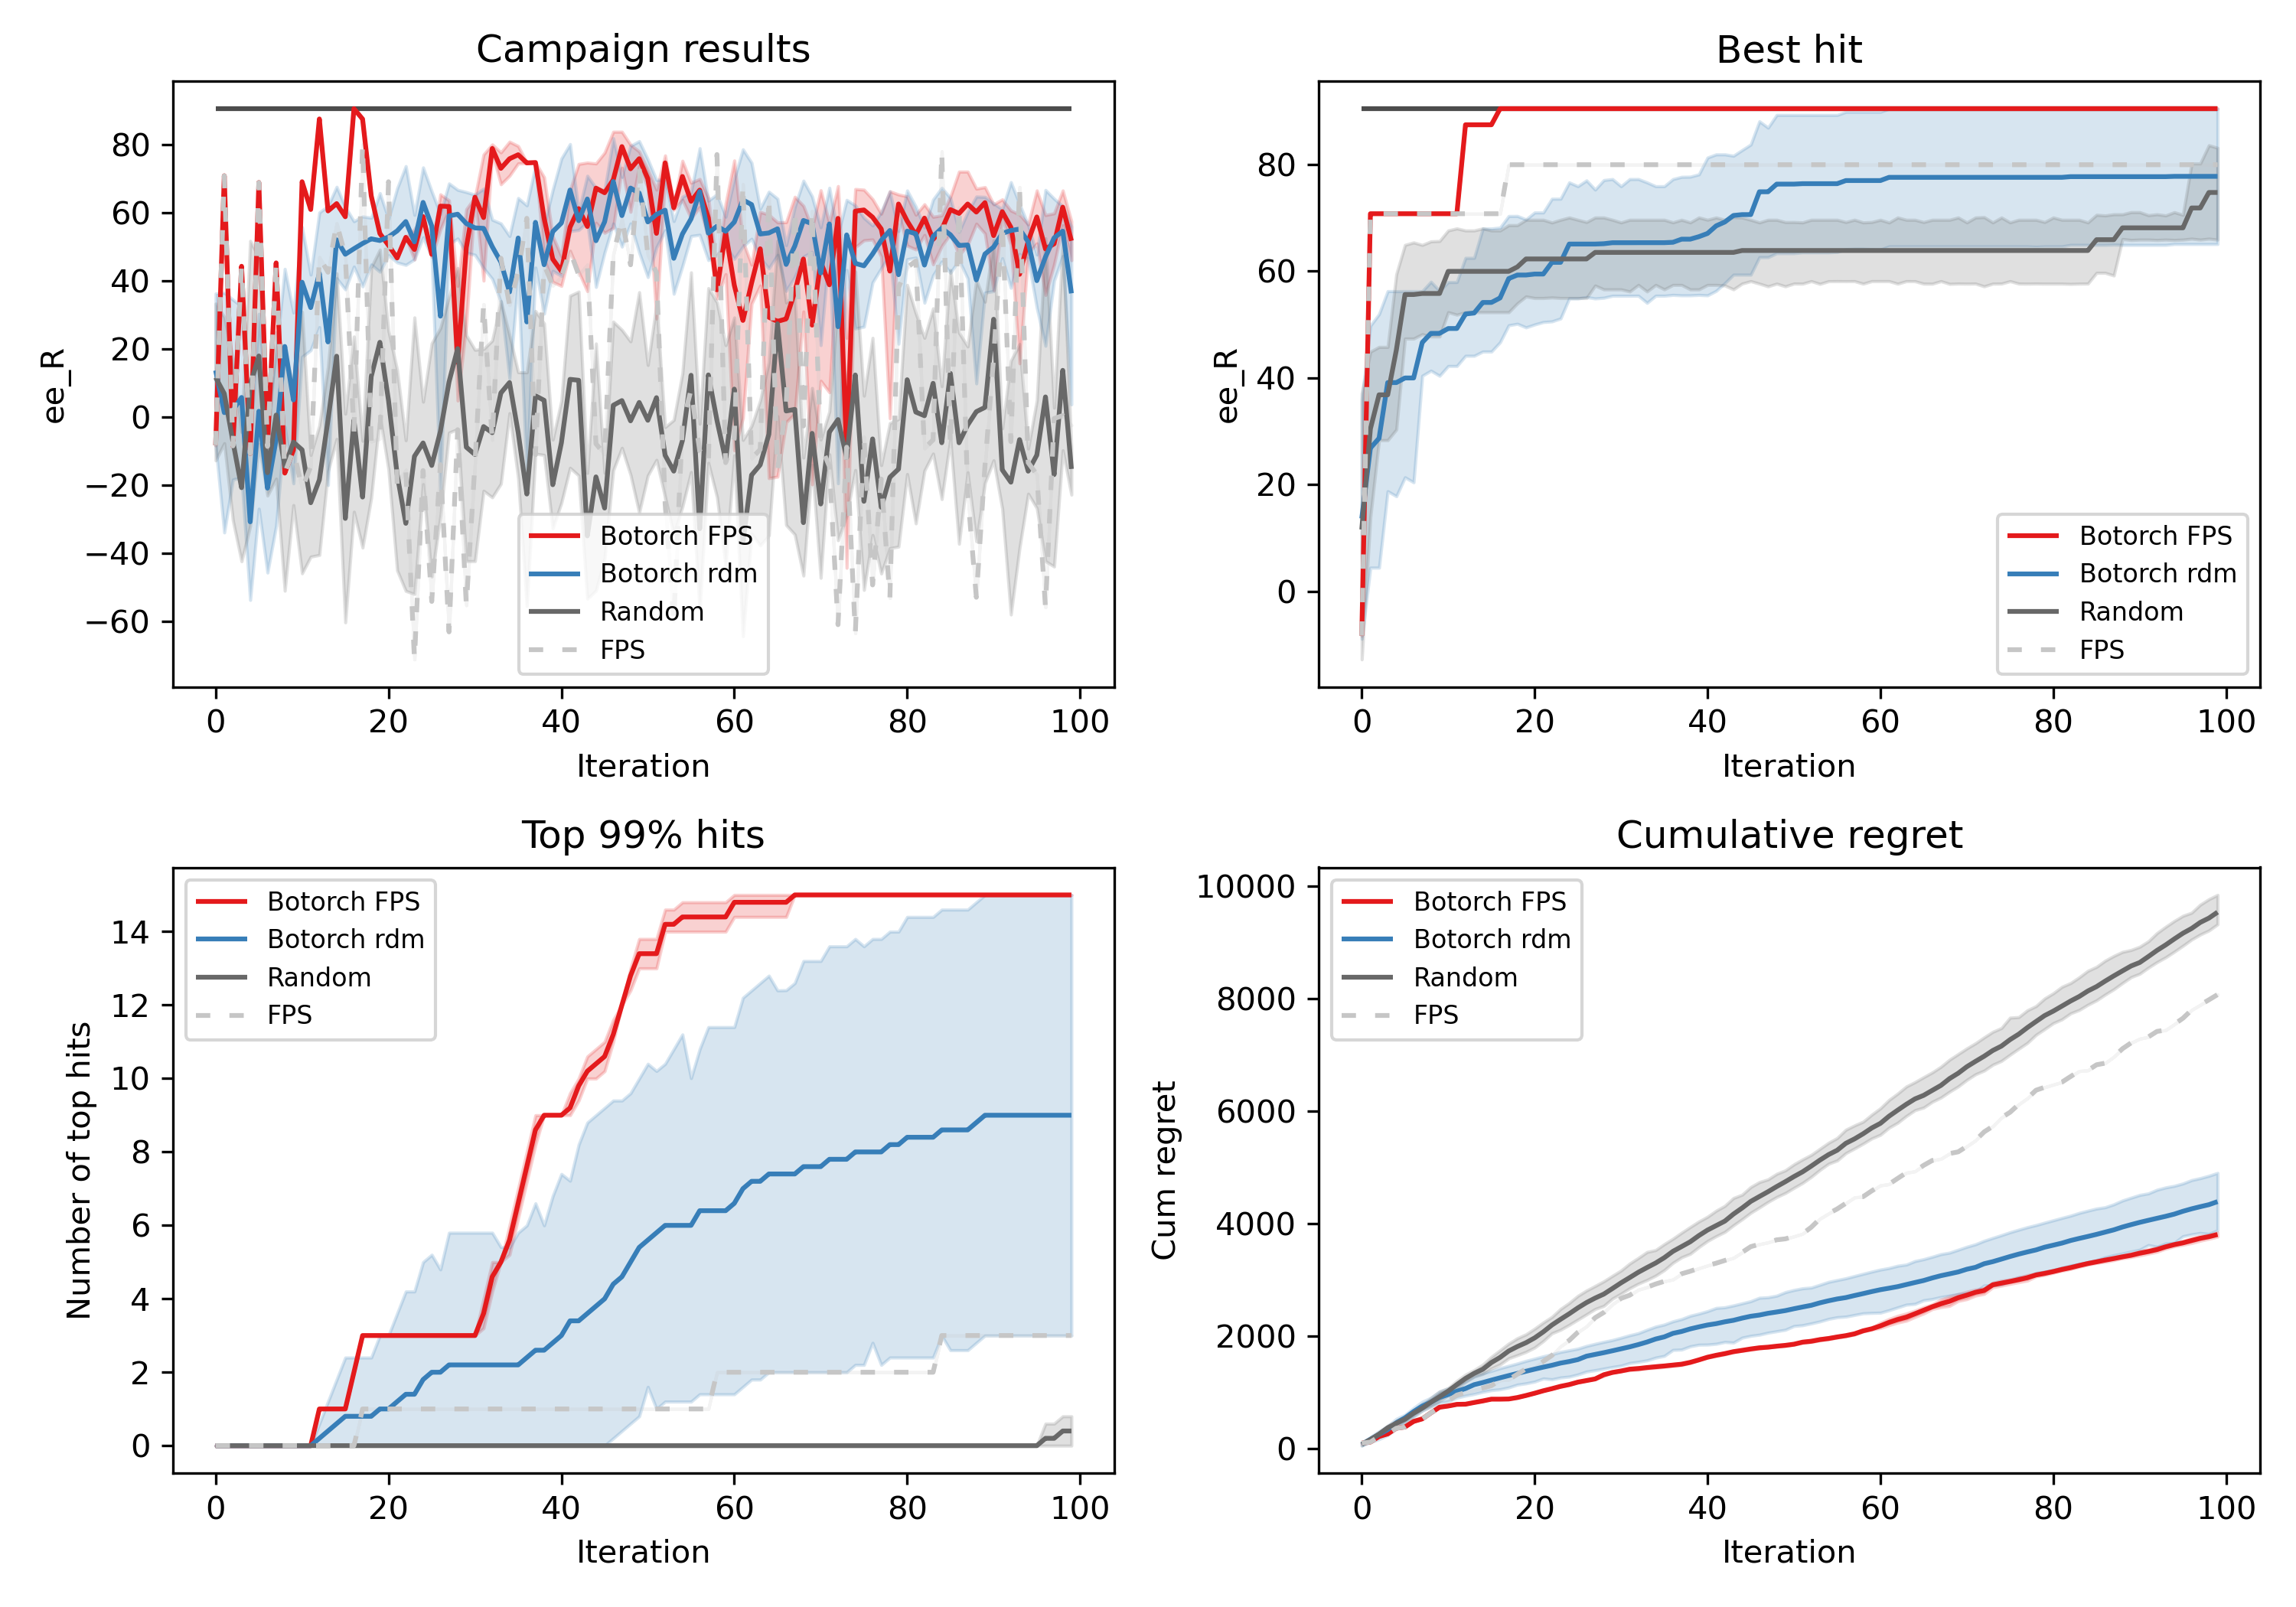 Campaign results
ee_R
80
60
40
20
0
−20
−40
−60
Botorch FPS
Botorch rdm
Random
FPS
0 20 40 60 80 100
Iteration
Best hit
ee_R
80
60
40
20
0
Botorch FPS
Botorch rdm
Random
FPS
0 20 40 60 80 100
Iteration
Top 99% hits
Number of top hits
14
12
10
8
6
4
2
0
Botorch FPS
Botorch rdm
Random
FPS
0 20 40 60 80 100
Iteration
Cumulative regret
Cum regret
10000
8000
6000
4000
2000
0
Botorch FPS
Botorch rdm
Random
FPS
0 20 40 60 80 100
Iteration